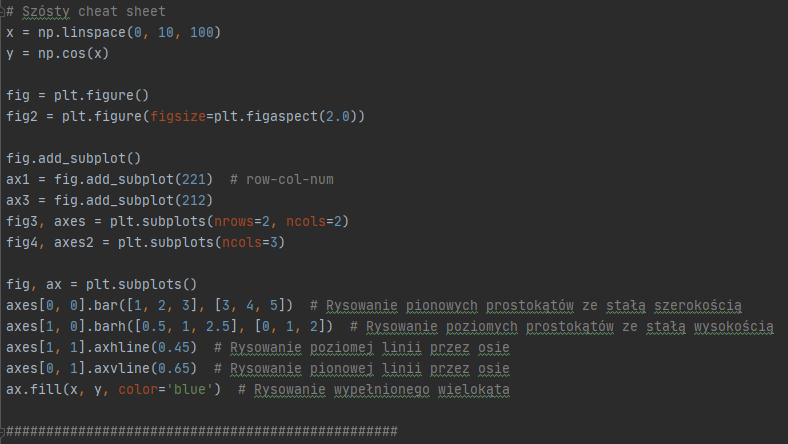 # Szósty cheat sheet
x = np.linspace(0, 10, 100)
y = np.cos(x)
fig = plt.figure()
fig2 = plt.figure(figsize=plt.figaspect(2.0))
fig.add_subplot()
ax1 = fig.add_subplot(221)  # row-col-num
ax3 = fig.add_subplot(212)
fig3, axes = plt.subplots(nrows=2, ncols=2)
fig4, axes2 = plt.subplots(ncols=3)
fig, ax = plt.subplots()
axes[0, 0].bar([1, 2, 3], [3, 4, 5])  # Rysowanie pionowych prostokątów ze stałą szerokością
axes[1, 0].barh([0.5, 1, 2.5], [0, 1, 2])  # Rysowanie poziomych prostokątów ze stałą wysokością
axes[1, 1].axhline(0.45)  # Rysowanie poziomej linii przez osie
axes[0, 1].axvline(0.65)  # Rysowanie pionowej linii przez osie
ax.fill(x, y, color='blue')  # Rysowanie wypełnionego wielokąta
#################################################